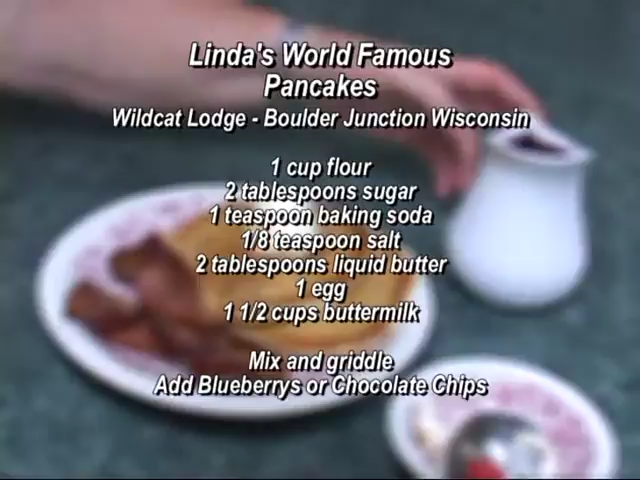 Linda's World Famous
Pancakes
Wildcat Lodge - Boulder Junction Wisconsin
1 cup flour
2 tablespoons sugar
1 teaspoon baking soda
1/8 teaspoon salt
2 tablespoons liquid butter
1 egg
1 1/2 cups buttermilk
Mix and griddle
Add Blueberrys or Chocolate Chips